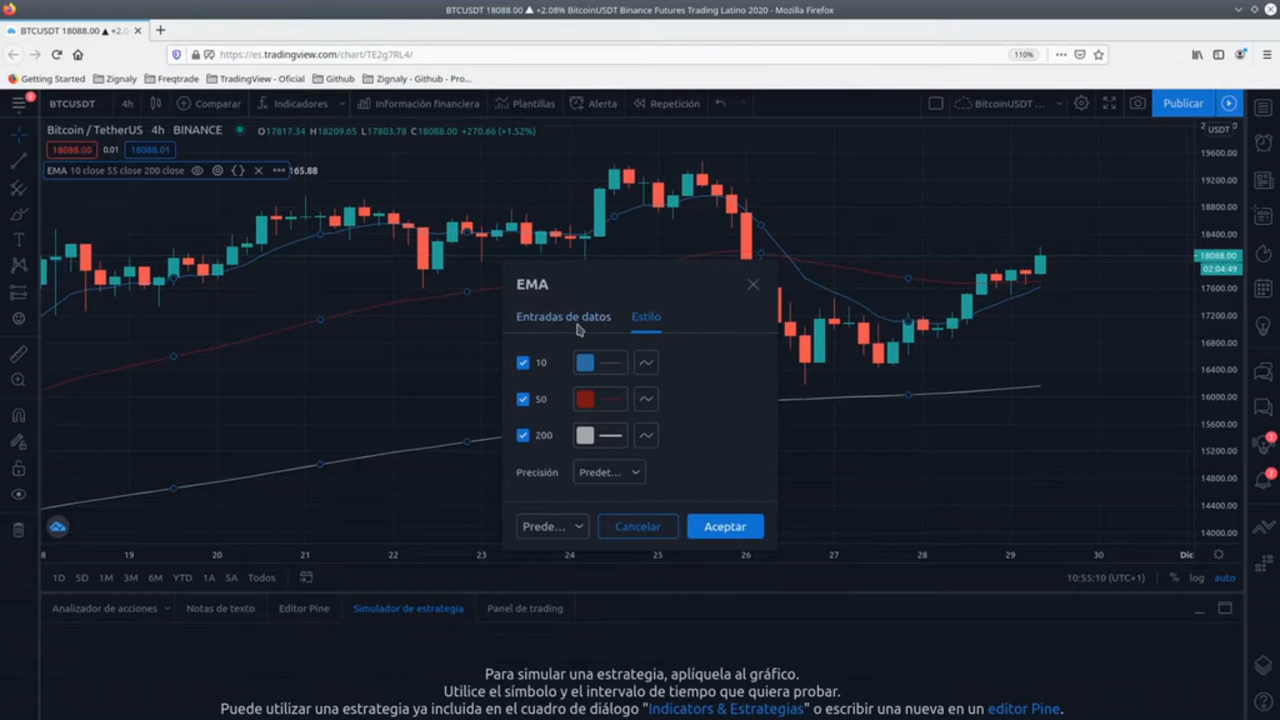 BTCUSDT 18088.00 ▲ +2.08% BitcoinUSDT Binance Futures Trading Latino 2020 - Mozilla Firefox
BTCUSDT 18088.00 ▲ +2.0
https://es.tradingview.com/chart/TE2g7RL4/
110%
Getting Started Zignaly Freqtrade TradingView - Oficial Github Zignaly - Github - Pro...
8 BTCUSDT 4h Comparar Indicadores Información financiera Plantillas Alerta Repetición BitcoinUSDT ... Publicar
Bitcoin / TetherUS 4h BINANCE O17817.34 H18209.65 L17803.78 C18088.00 +270.66 (+1.52%)
18088.00 0.01 18088.01
EMA 10 close 55 close 200 close 165.88
USDT
19600.00
19200.00
18800.00
18400.00
18088.00
02:04:49
17600.00
17200.00
16800.00
16400.00
16000.00
15600.00
15200.00
14800.00
14400.00
14000.00
EMA
Entradas de datos Estilo
10
50
200
Precisión Predet...
Prede... Cancelar Aceptar
8 19 20 21 22 23 24 25 26 27 28 29 30 Dic
1D 5D 1M 3M 6M YTD 1A 5A Todos 10:55:10 (UTC+1) % log auto
Analizador de acciones Notas de texto Editor Pine Simulador de estrategia Panel de trading
Para simular una estrategia, aplíquela al gráfico.
Utilice el símbolo y el intervalo de tiempo que quiera probar.
Puede utilizar una estrategia ya incluida en el cuadro de diálogo "Indicators & Estrategias" o escribir una nueva en un editor Pine.
1
2